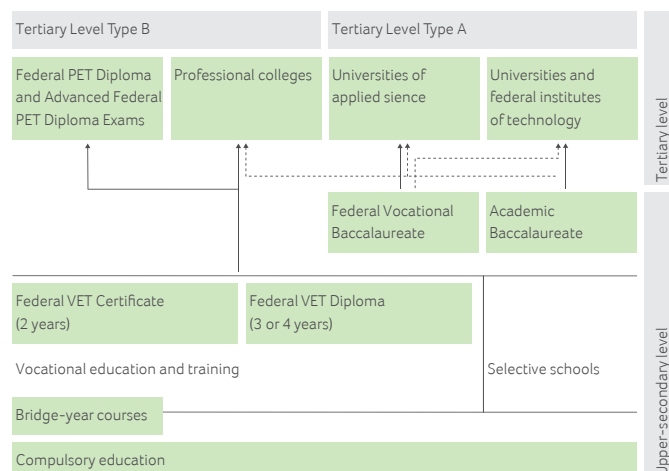 Tertiary Level Type B
Tertiary Level Type A
Federal PET Diploma
and Advanced Federal
PET Diploma Exams
Professional colleges
Universities of
applied sience
Universities and
federal institutes
of technology
Tertiary level
Federal Vocational
Baccalaureate
Academic
Baccalaureate
Federal VET Certificate
(2 years)
Federal VET Diploma
(3 or 4 years)
Vocational education and training
Selective schools
Upper-secondary level
Bridge-year courses
Compulsory education